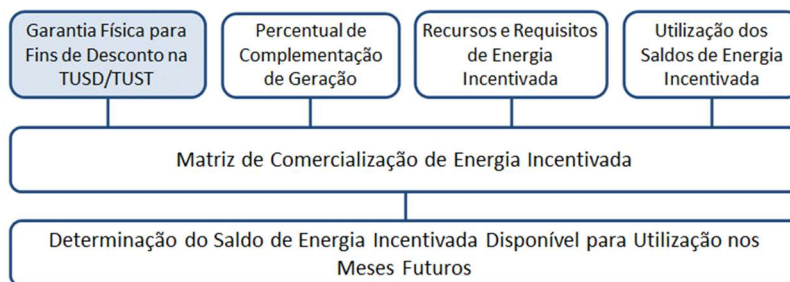 Garantia Física para
Fins de Desconto na
TUSD/TUST
Percentual de
Complementação
de Geração
Recursos e Requisitos
de Energia
Incentivada
Utilização dos
Saldos de Energia
Incentivada
Matriz de Comercialização de Energia Incentivada
Determinação do Saldo de Energia Incentivada Disponível para Utilização nos
Meses Futuros